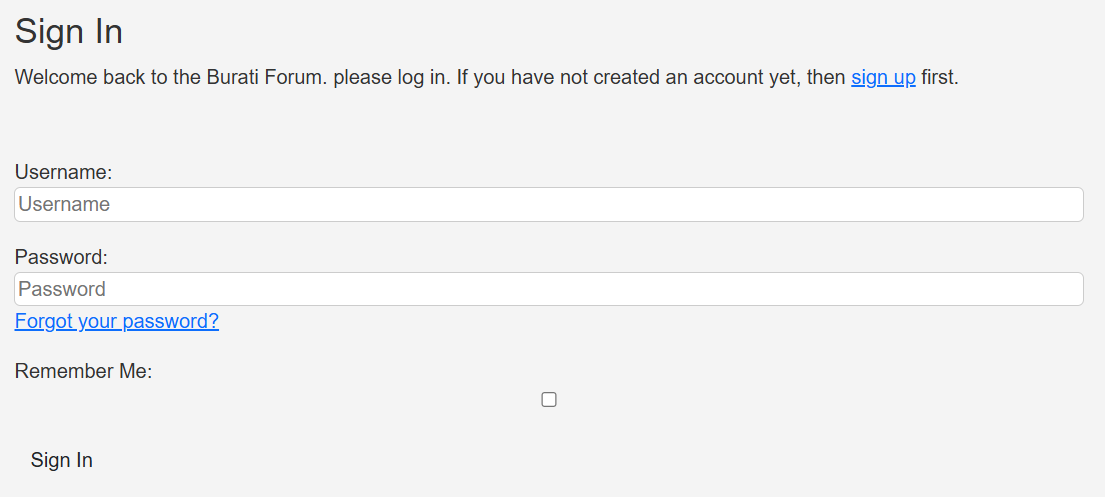 Sign In
Welcome back to the Burati Forum. please log in. If you have not created an account yet, then sign up first.
Username:
Username
Password:
Password
Forgot your password?
Remember Me:
Sign In